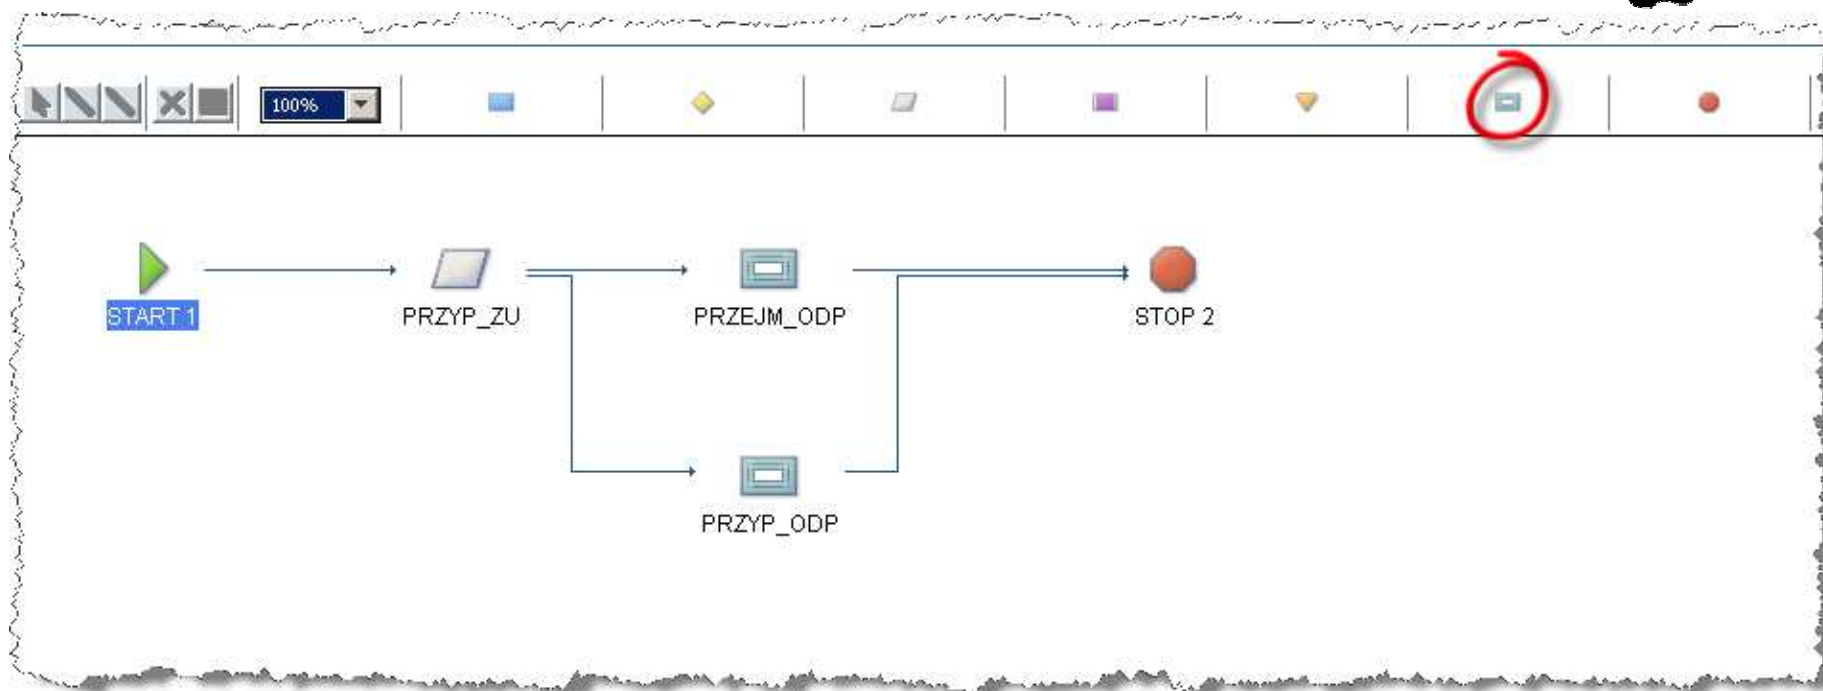 100%
START 1
PRZYP_ZU
PRZEJM_ODP
STOP 2
PRZYP_ODP